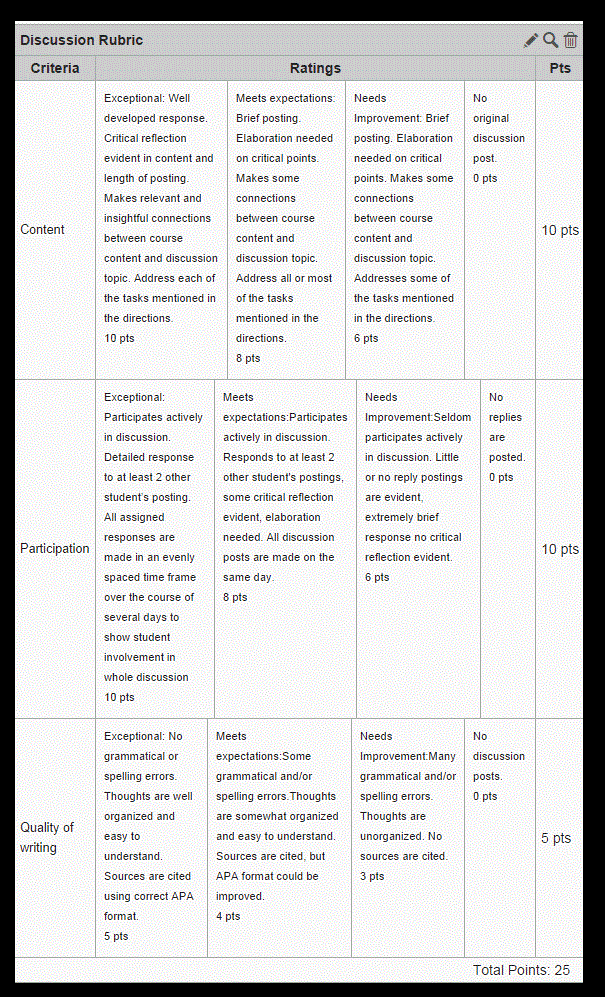 Discussion Rubric
Criteria
Ratings
Pts
Content
Exceptional: Well
developed response.
Critical reflection
evident in content and
length of posting.
Makes relevant and
insightful connections
between course
content and discussion
topic. Address each of
the tasks mentioned in
the directions.
10 pts
Meets expectations:
Brief posting.
Elaboration needed
on critical points.
Makes some
connections
between course
content and
discussion topic.
Address all or most
of the tasks
mentioned in the
directions.
8 pts
Needs
Improvement: Brief
posting. Elaboration
needed on critical
points. Makes some
connections
between course
content and
discussion topic.
Addresses some of
the tasks mentioned
in the directions.
6 pts
No
original
discussion
post.
0 pts
10 pts
Participation
Exceptional:
Participates actively
in discussion.
Detailed response
to at least 2 other
student's posting.
All assigned
responses are
made in an evenly
spaced time frame
over the course of
several days to
show student
involvement in
whole discussion
10 pts
Meets
expectations:Participates
actively in discussion.
Responds to at least 2
other student's postings,
some critical reflection
evident, elaboration
needed. All discussion
posts are made on the
same day.
8 pts
Needs
Improvement:Seldom
participates actively
in discussion. Little
or no reply postings
are evident,
extremely brief
response no critical
reflection evident.
6 pts
No
replies
are
posted.
0 pts
10 pts
Quality of
writing
Exceptional: No
grammatical or
spelling errors.
Thoughts are well
organized and
easy to
understand.
Sources are cited
using correct APA
format.
5 pts
Meets
expectations:Some
grammatical and/or
spelling errors.Thoughts
are somewhat organized
and easy to understand.
Sources are cited, but
APA format could be
improved.
4 pts
Needs
Improvement:Many
grammatical and/or
spelling errors.
Thoughts are
unorganized. No
sources are cited.
3 pts
No
discussion
posts.
0 pts
5 pts
Total Points: 25